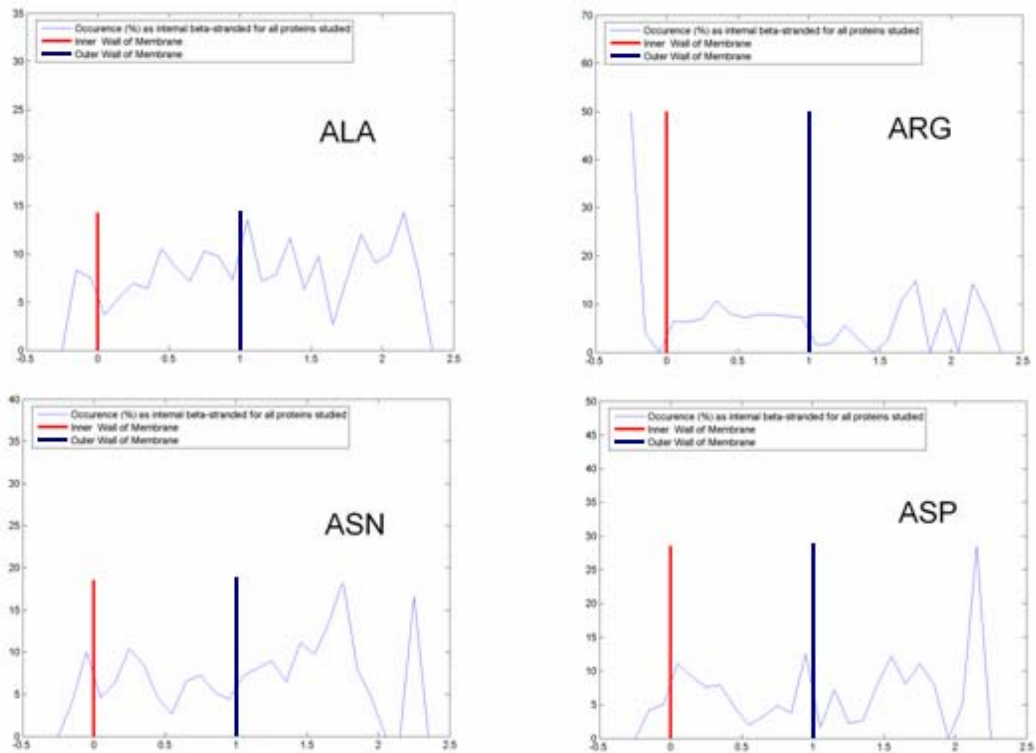 35
30
25
20
15
10
5
0
-0.5 0 0.5 1 1.5 2 2.5
Occurence (%) as internal beta-stranded for all proteins studied
Inner Wall of Membrane
Outer Wall of Membrane
ALA
70
60
50
40
30
20
10
0
-0.5 0 0.5 1 1.5 2 2.5
Occurence (%) as internal beta-stranded for all proteins studied
Inner Wall of Membrane
Outer Wall of Membrane
ARG
40
35
30
25
20
15
10
5
0
-0.5 0 0.5 1 1.5 2 2.5
Occurence (%) as internal beta-stranded for all proteins studied
Inner Wall of Membrane
Outer Wall of Membrane
ASN
50
45
40
35
30
25
20
15
10
5
0
-0.5 0 0.5 1 1.5 2 2.5
Occurence (%) as internal beta-stranded for all proteins studied
Inner Wall of Membrane
Outer Wall of Membrane
ASP